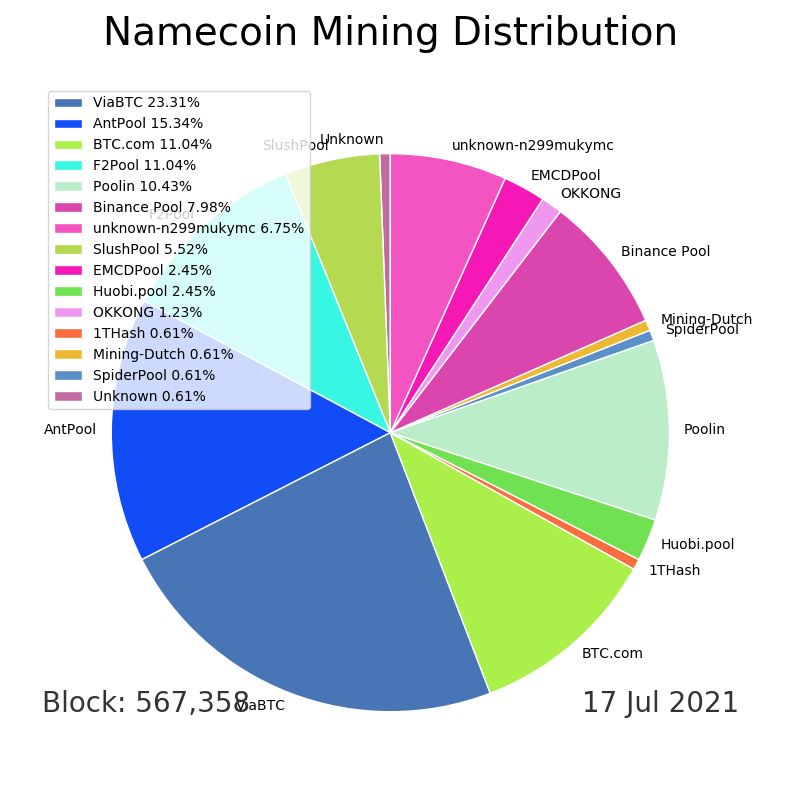 Namecoin Mining Distribution
ViaBTC 23.31%
AntPool 15.34%
BTC.com 11.04%
F2Pool 11.04%
Poolin 10.43%
Binance Pool 7.98%
unknown-n299mukymc 6.75%
SlushPool 5.52%
EMCDPool 2.45%
Huobi.pool 2.45%
OKKONG 1.23%
1THash 0.61%
Mining-Dutch 0.61%
SpiderPool 0.61%
Unknown 0.61%
Unknown
SlushPool
F2Pool
AntPool
ViaBTC
BTC.com
1THash
Huobi.pool
Poolin
SpiderPool
Mining-Dutch
Binance Pool
OKKONG
EMCDPool
unknown-n299mukymc
Block: 567,358
17 Jul 2021